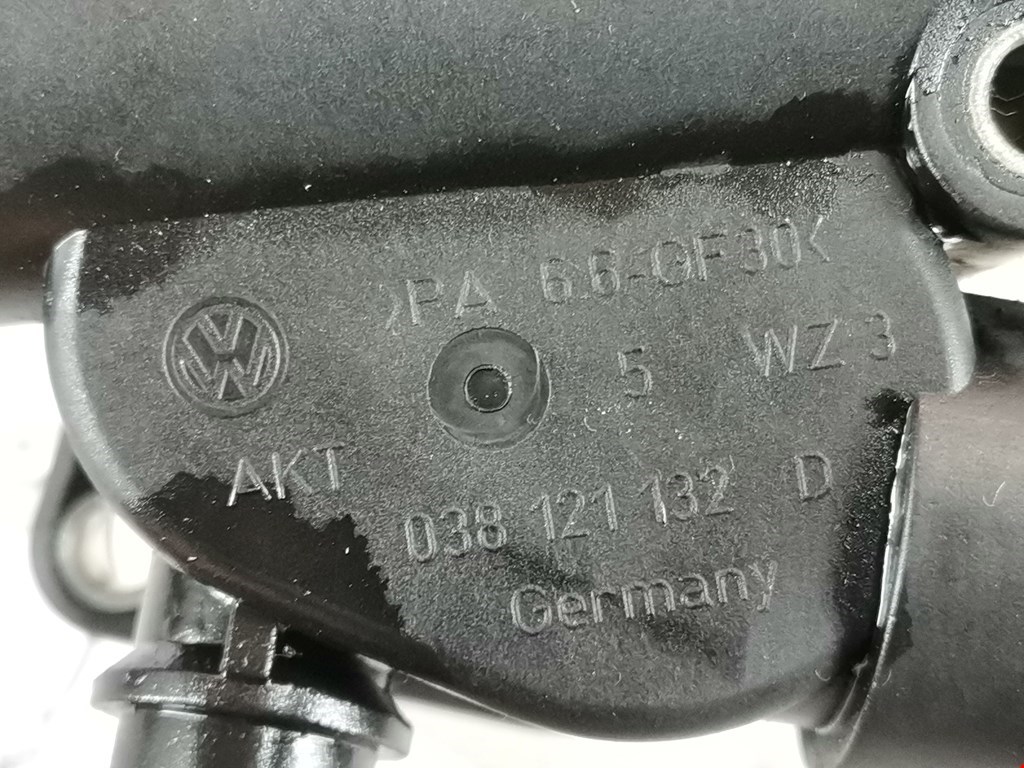 >PA 6.6-GF30<
5 WZ 3
AKT
038 121 132 D
Germany